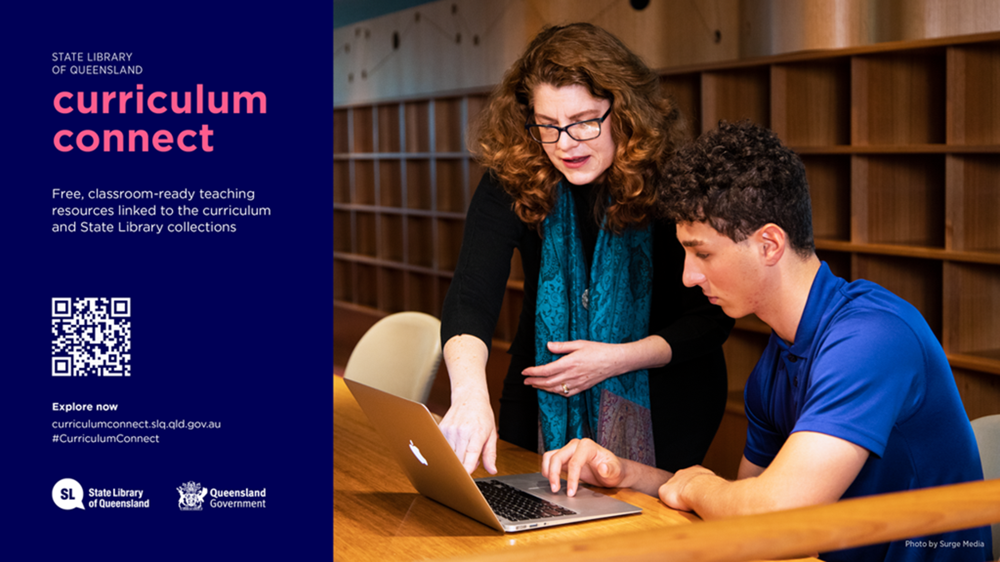 STATE LIBRARY
OF QUEENSLAND
curriculum
connect
Free, classroom-ready teaching
resources linked to the curriculum
and State Library collections
Explore now
curriculumconnect.slq.qld.gov.au
#CurriculumConnect
SL
State Library
of Queensland
Queensland
Government
Photo by Surge Media